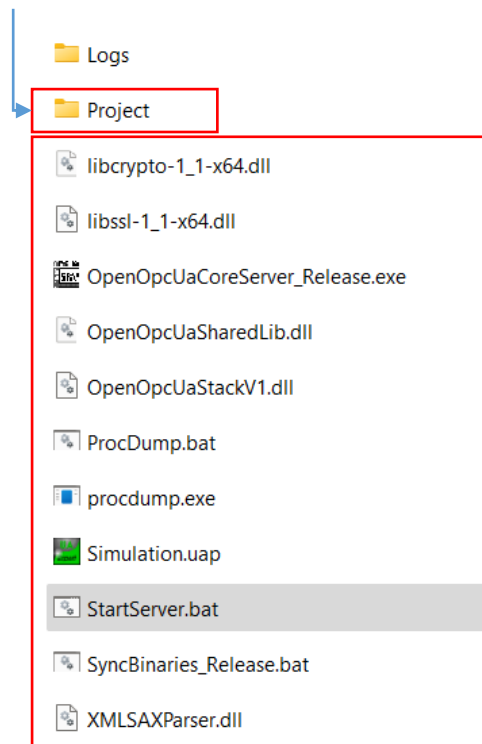 Logs
Project
libcrypto-1_1-x64.dll
libssl-1_1-x64.dll
OpenOpcUaCoreServer_Release.exe
OpenOpcUaSharedLib.dll
OpenOpcUaStackV1.dll
ProcDump.bat
procdump.exe
Simulation.uap
StartServer.bat
SyncBinaries_Release.bat
XMLSAXParser.dll